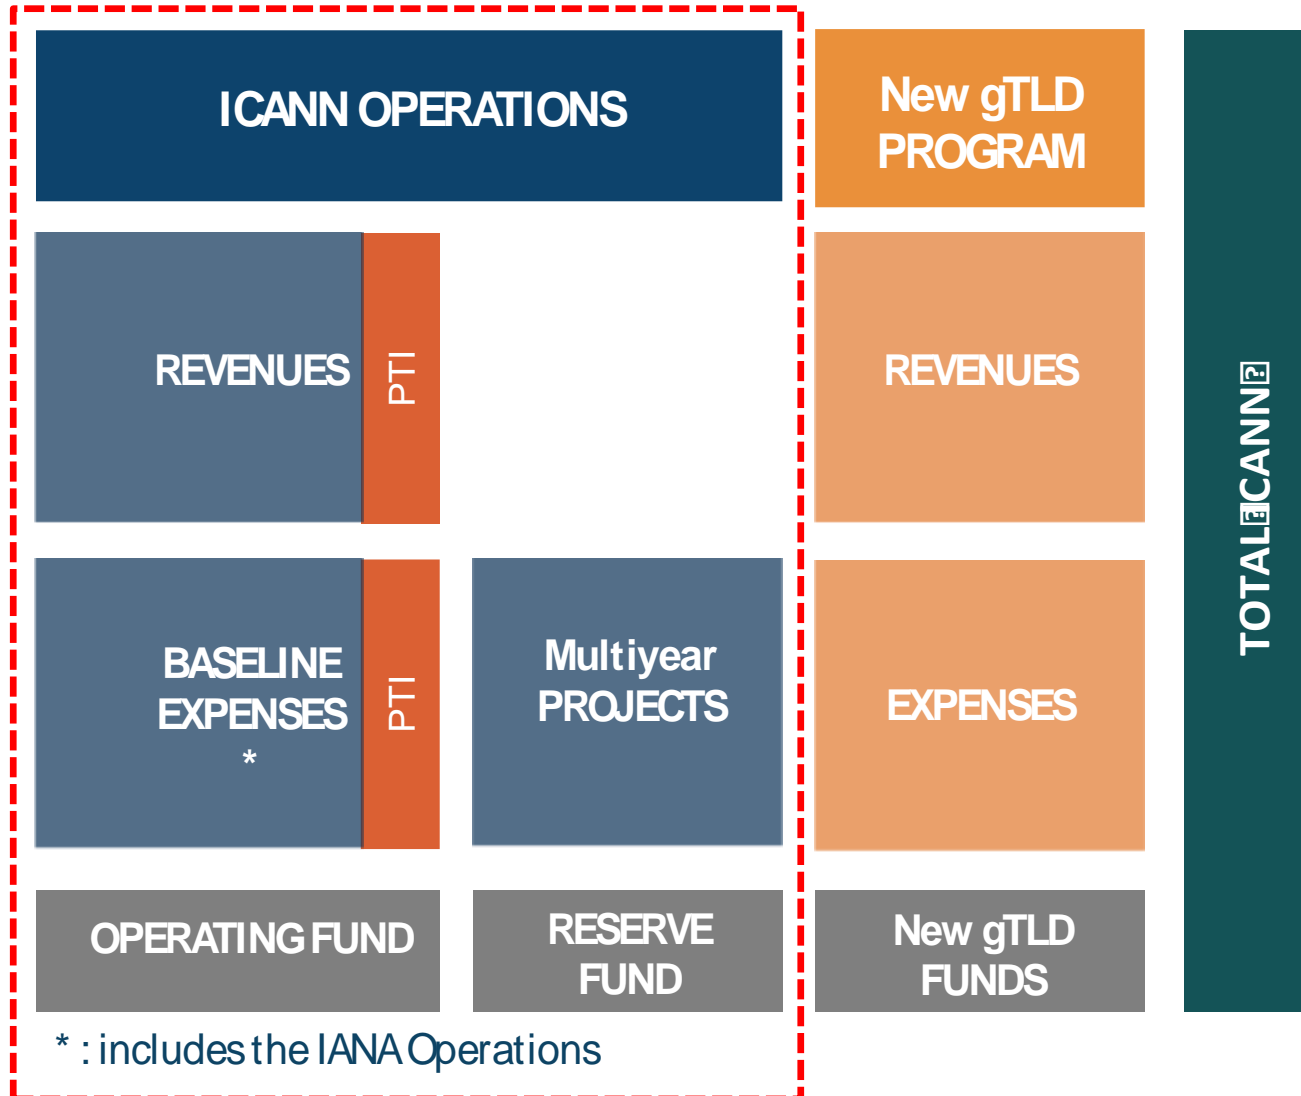 ICANN OPERATIONS
New gTLD
PROGRAM
REVENUES
PTI
REVENUES
BASELINE
EXPENSES
*
PTI
Multiyear
PROJECTS
EXPENSES
OPERATING FUND
RESERVE
FUND
New gTLD
FUNDS
* : includes the IANA Operations
TOTAL⍰ICANN⍰